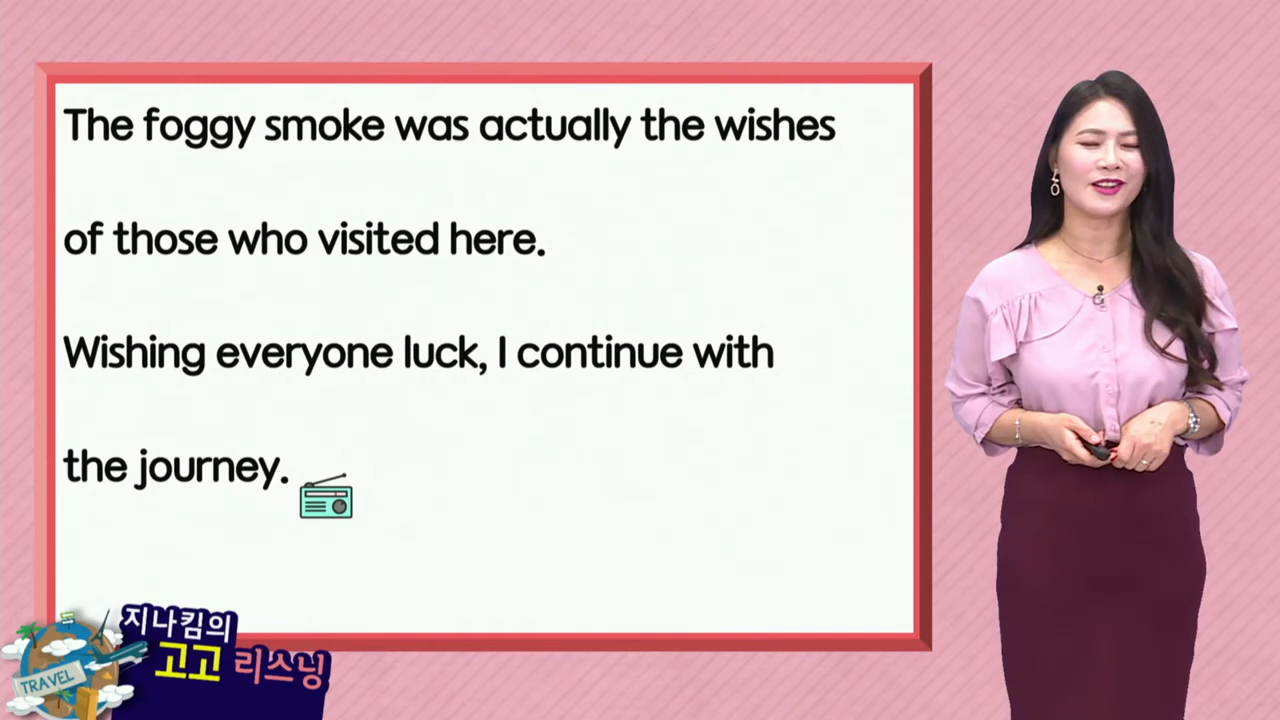 The foggy smoke was actually the wishes
of those who visited here.
Wishing everyone luck, I continue with
the journey.
지나킴의
고고 리스닝
TRAVEL